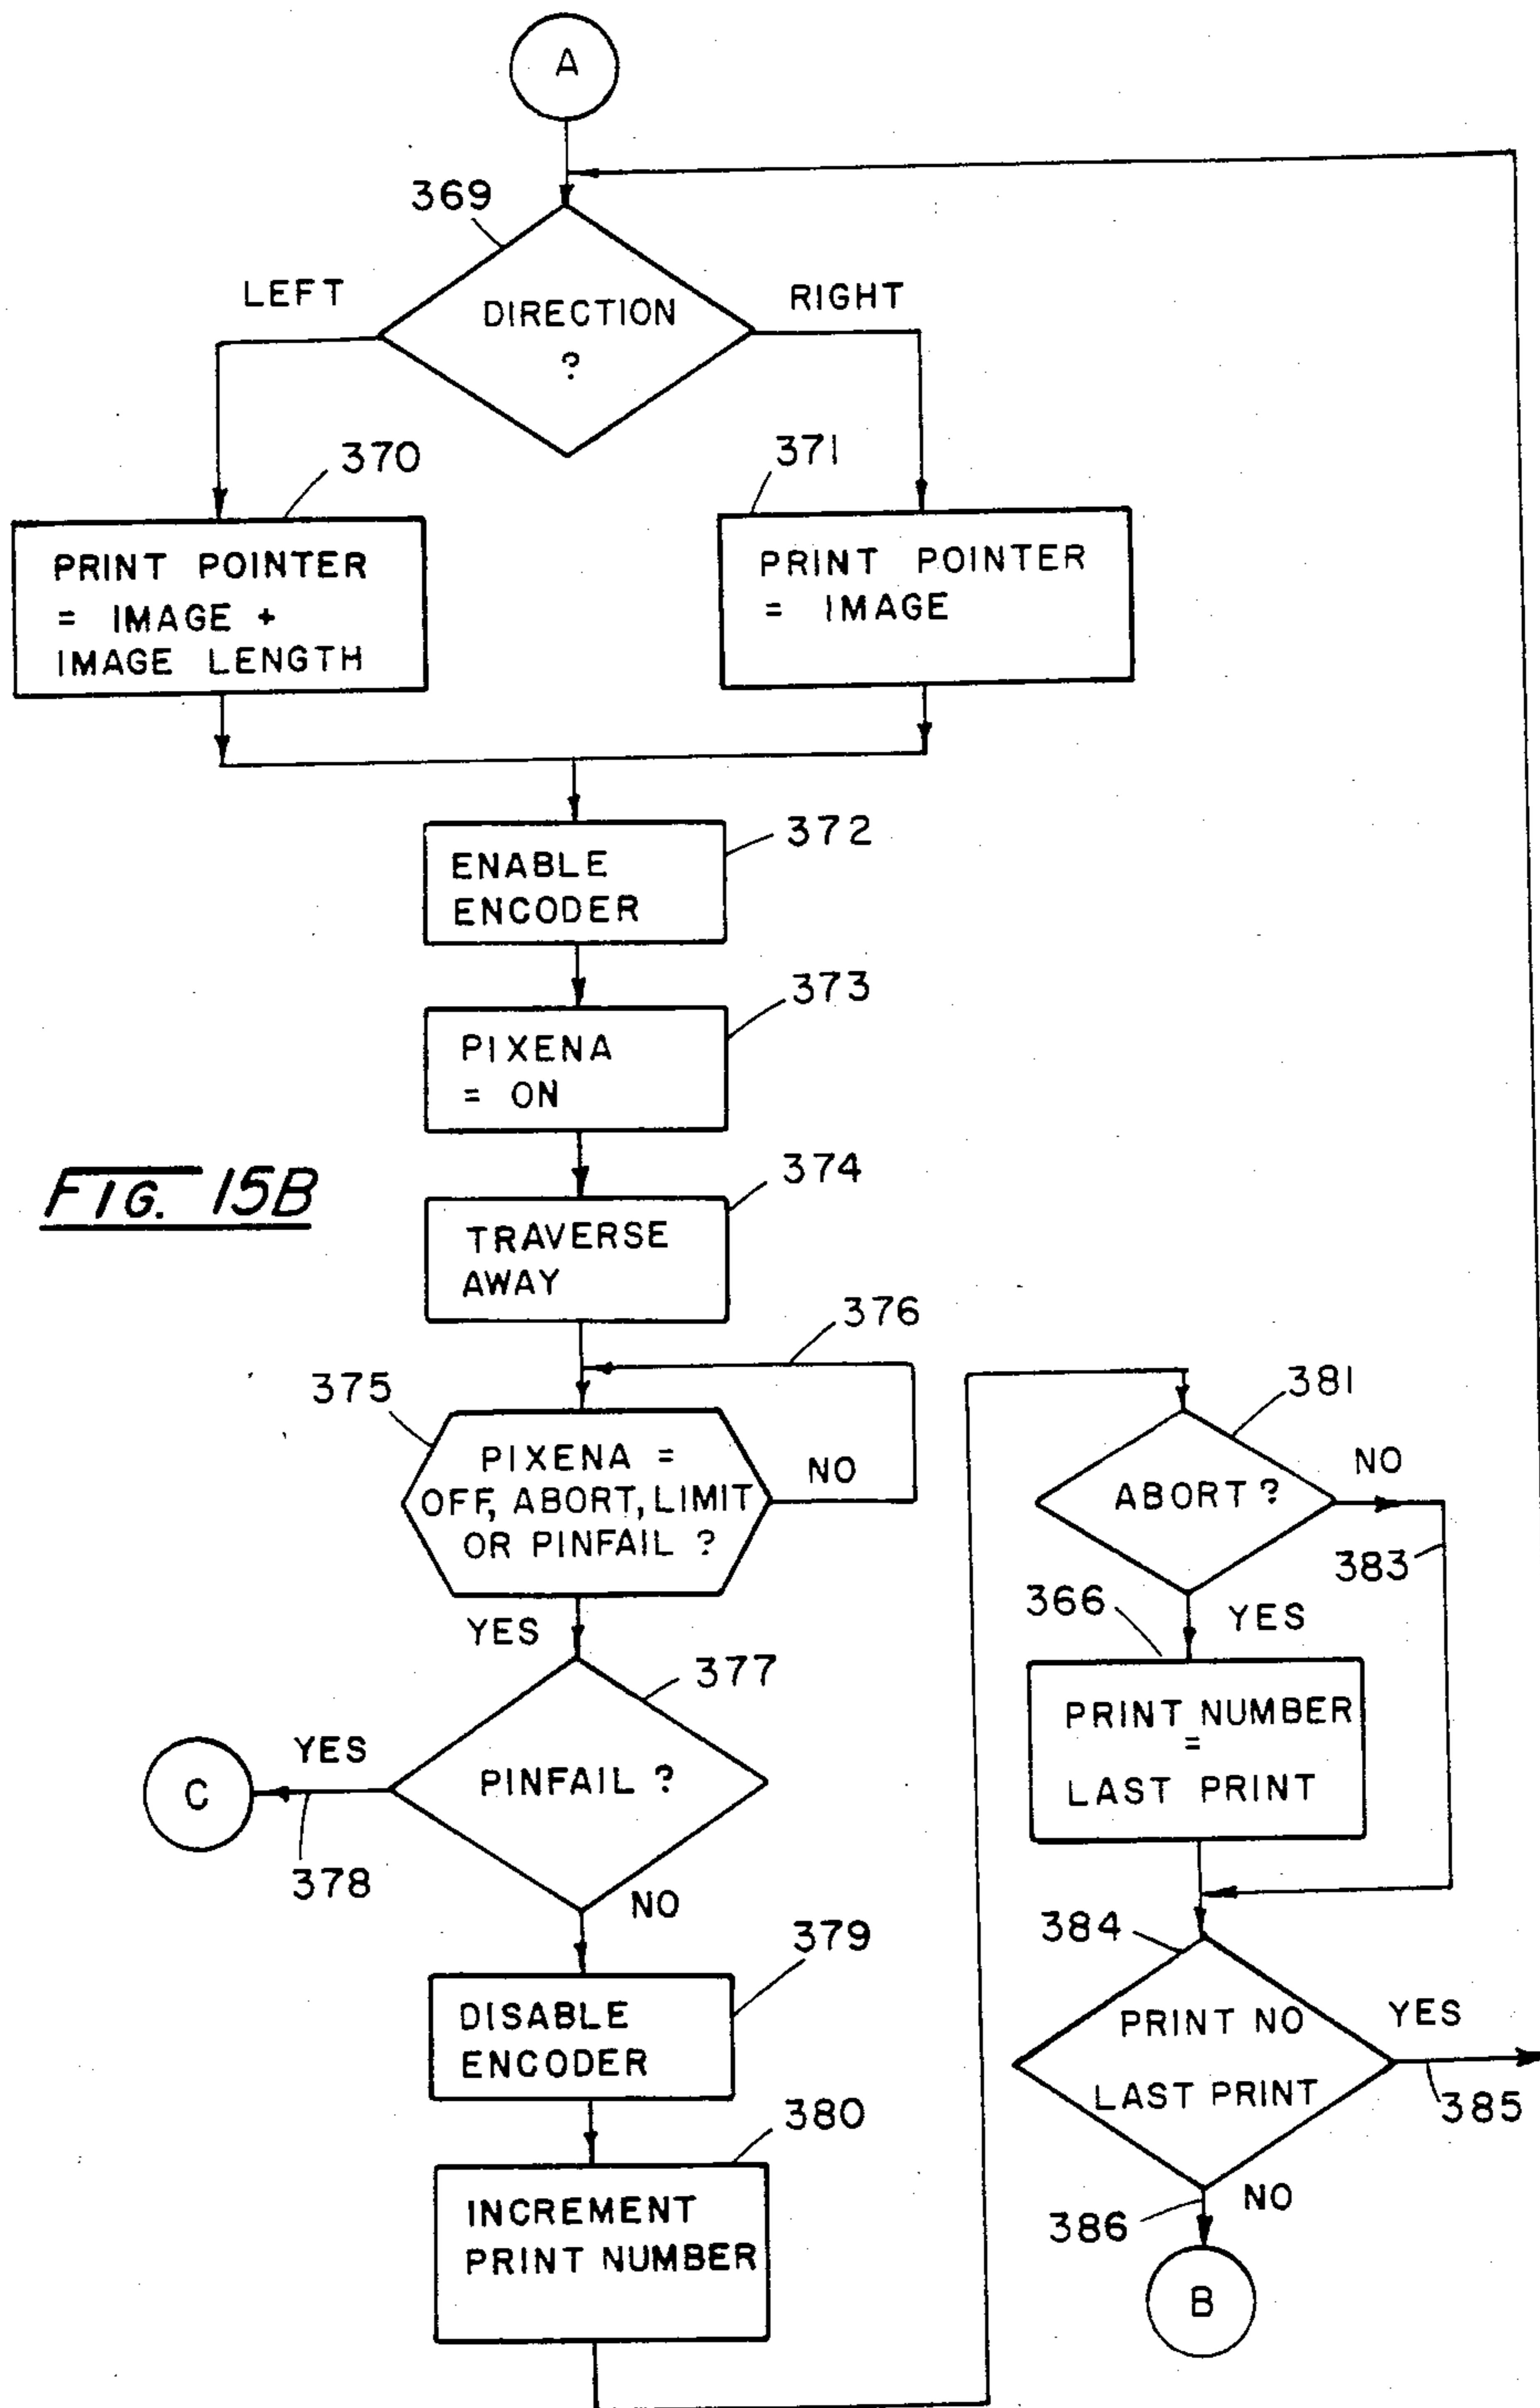 A
369
LEFT
RIGHT
DIRECTION
?
370
371
PRINT POINTER
= IMAGE +
IMAGE LENGTH
PRINT POINTER
= IMAGE
372
ENABLE
ENCODER
373
PIXENA
= ON
FIG. 15B
374
TRAVERSE
AWAY
376
375
PIXENA =
OFF, ABORT, LIMIT
OR PINFAIL ?
NO
YES
377
PINFAIL ?
YES
C
378
NO
379
DISABLE
ENCODER
380
INCREMENT
PRINT NUMBER
381
ABORT ?
NO
383
366
YES
PRINT NUMBER
=
LAST PRINT
384
PRINT NO
LAST PRINT
YES
385
386
NO
B